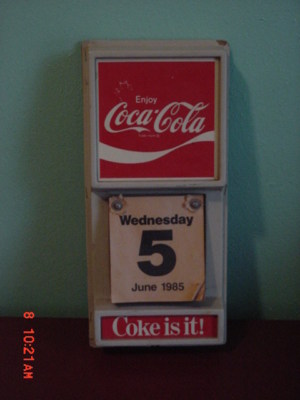 Enjoy
Coca-Cola
Wednesday
5
June 1985
Coke is it!
8 10:21AM